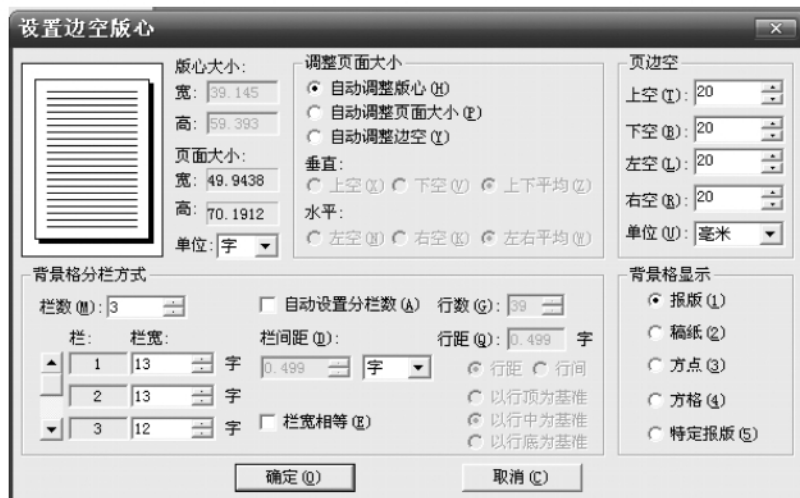 设置边空版心
版心大小:
宽: 39.145
高: 59.393
页面大小:
宽: 49.9438
高: 70.1912
单位: 字
调整页面大小
自动调整版心(H)
自动调整页面大小(P)
自动调整边空(Y)
垂直:
上空(X) 下空(V) 上下平均(Z)
水平:
左空(N) 右空(K) 左右平均(W)
页边空
上空(T): 20
下空(B): 20
左空(L): 20
右空(R): 20
单位(U): 毫米
背景格分栏方式
栏数(M): 3
自动设置分栏数(A)
行数(G): 39
栏: 栏宽:
栏间距(D):
行距(Q): 0.499 字
1 13 字
0.499 字
行距 行间
2 13 字
以行顶为基准
栏宽相等(E)
以行中为基准
3 12 字
以行底为基准
背景格显示
报版(1)
稿纸(2)
方点(3)
方格(4)
特定报版(5)
确定(O)
取消(C)